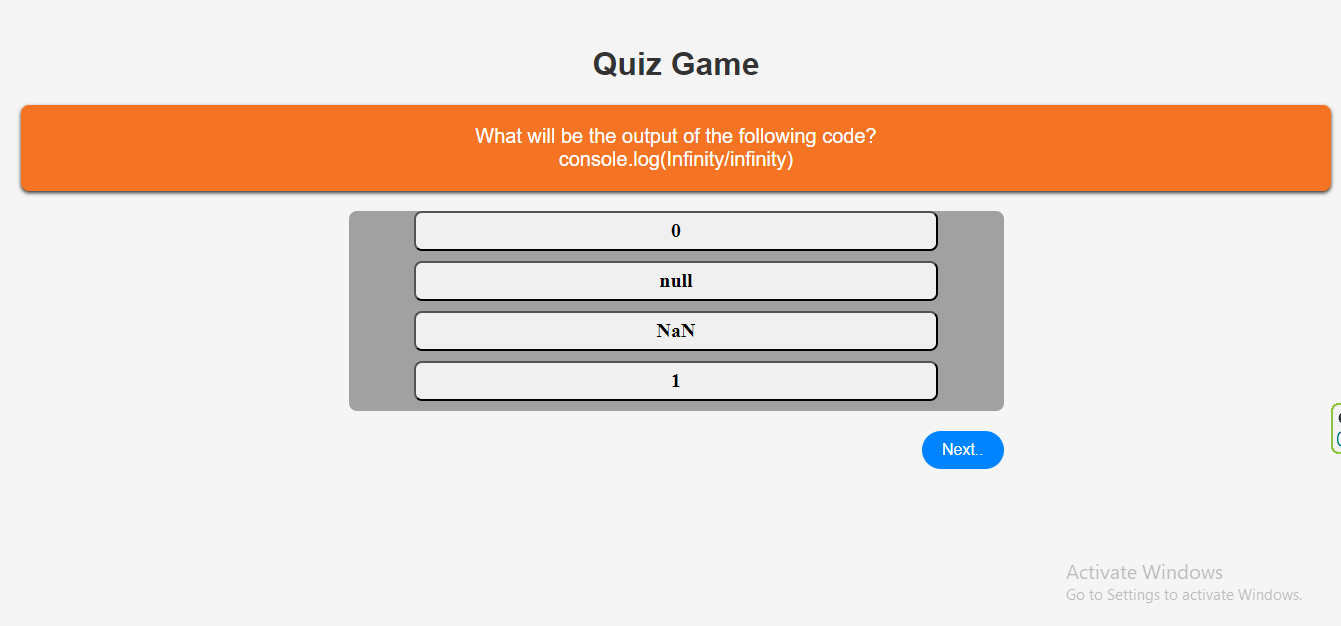 Quiz Game
What will be the output of the following code?
console.log(Infinity/infinity)
0
null
NaN
1
Next..
Activate Windows
Go to Settings to activate Windows.